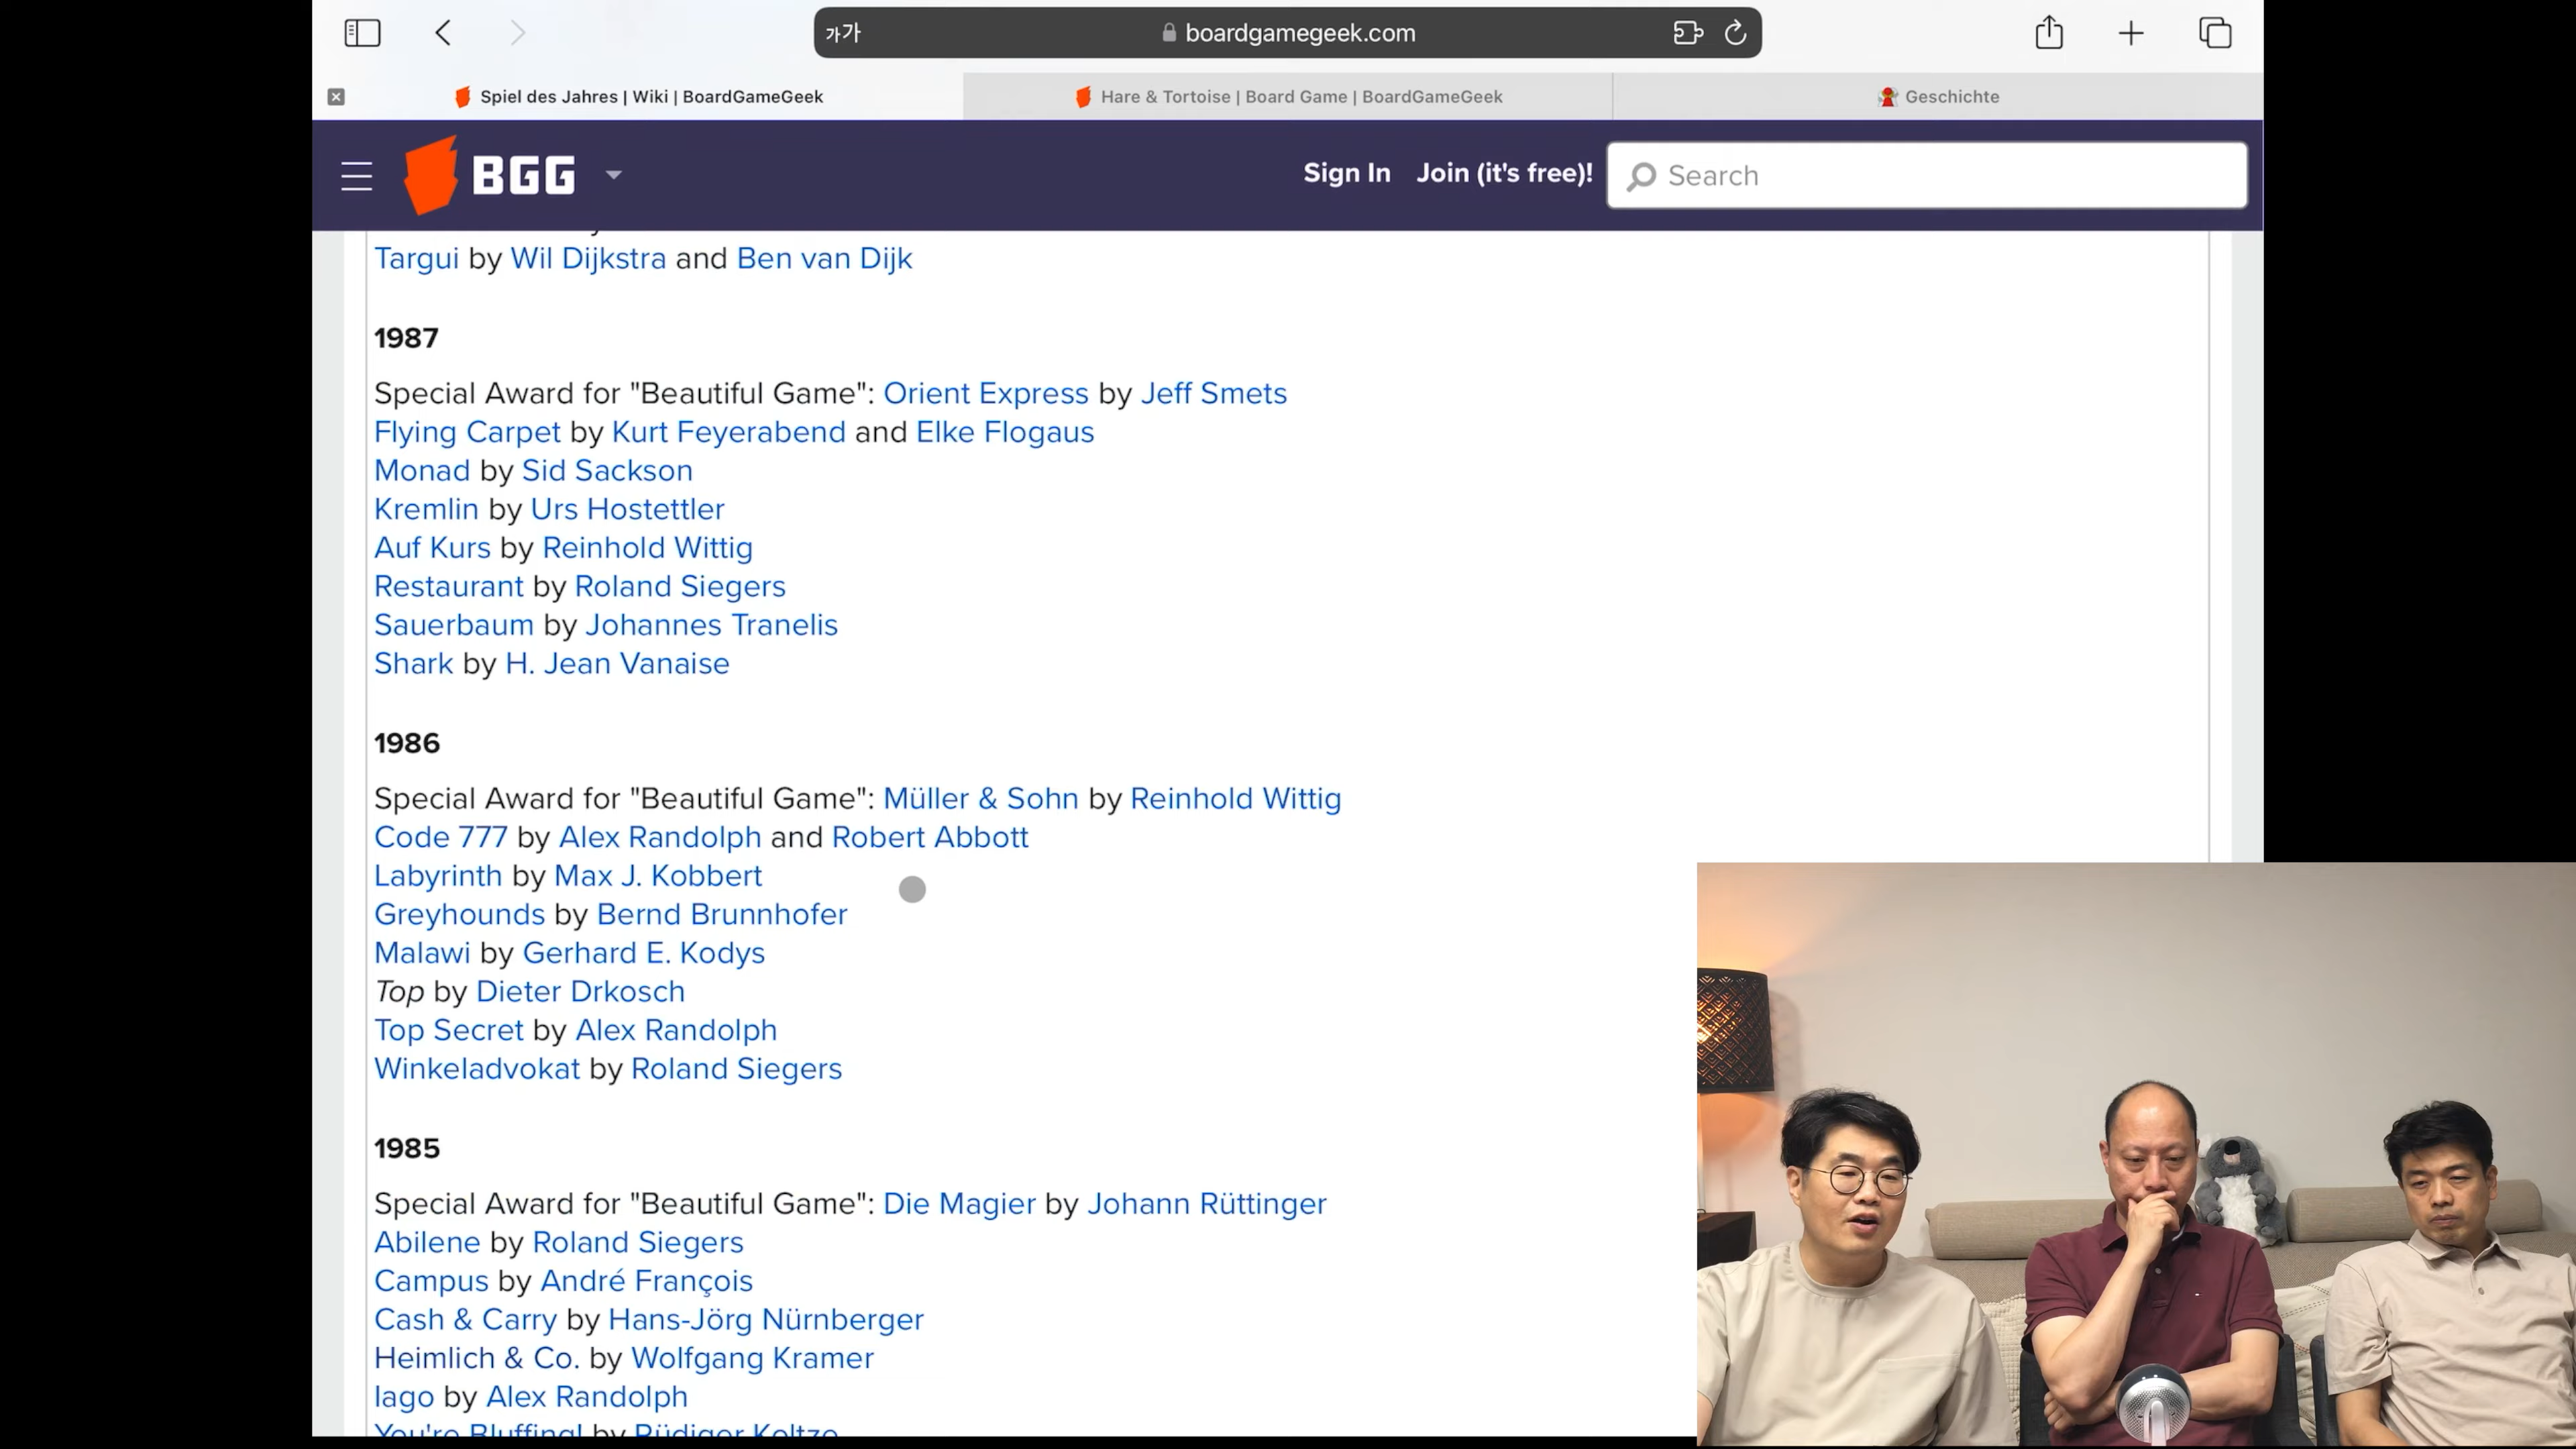 가가
boardgamegeek.com
Spiel des Jahres | Wiki | BoardGameGeek
Hare & Tortoise | Board Game | BoardGameGeek
Geschichte
BGG
Sign In
Join (it's free)!
Search
Targui by Wil Dijkstra and Ben van Dijk
1987
Special Award for "Beautiful Game": Orient Express by Jeff Smets
Flying Carpet by Kurt Feyerabend and Elke Flogaus
Monad by Sid Sackson
Kremlin by Urs Hostettler
Auf Kurs by Reinhold Wittig
Restaurant by Roland Siegers
Sauerbaum by Johannes Tranelis
Shark by H. Jean Vanaise
1986
Special Award for "Beautiful Game": Müller & Sohn by Reinhold Wittig
Code 777 by Alex Randolph and Robert Abbott
Labyrinth by Max J. Kobbert
Greyhounds by Bernd Brunnhofer
Malawi by Gerhard E. Kodys
Top by Dieter Drkosch
Top Secret by Alex Randolph
Winkeladvokat by Roland Siegers
1985
Special Award for "Beautiful Game": Die Magier by Johann Rüttinger
Abilene by Roland Siegers
Campus by André François
Cash & Carry by Hans-Jörg Nürnberger
Heimlich & Co. by Wolfgang Kramer
Iago by Alex Randolph
You're Bluffing! by Rüdiger Koltze